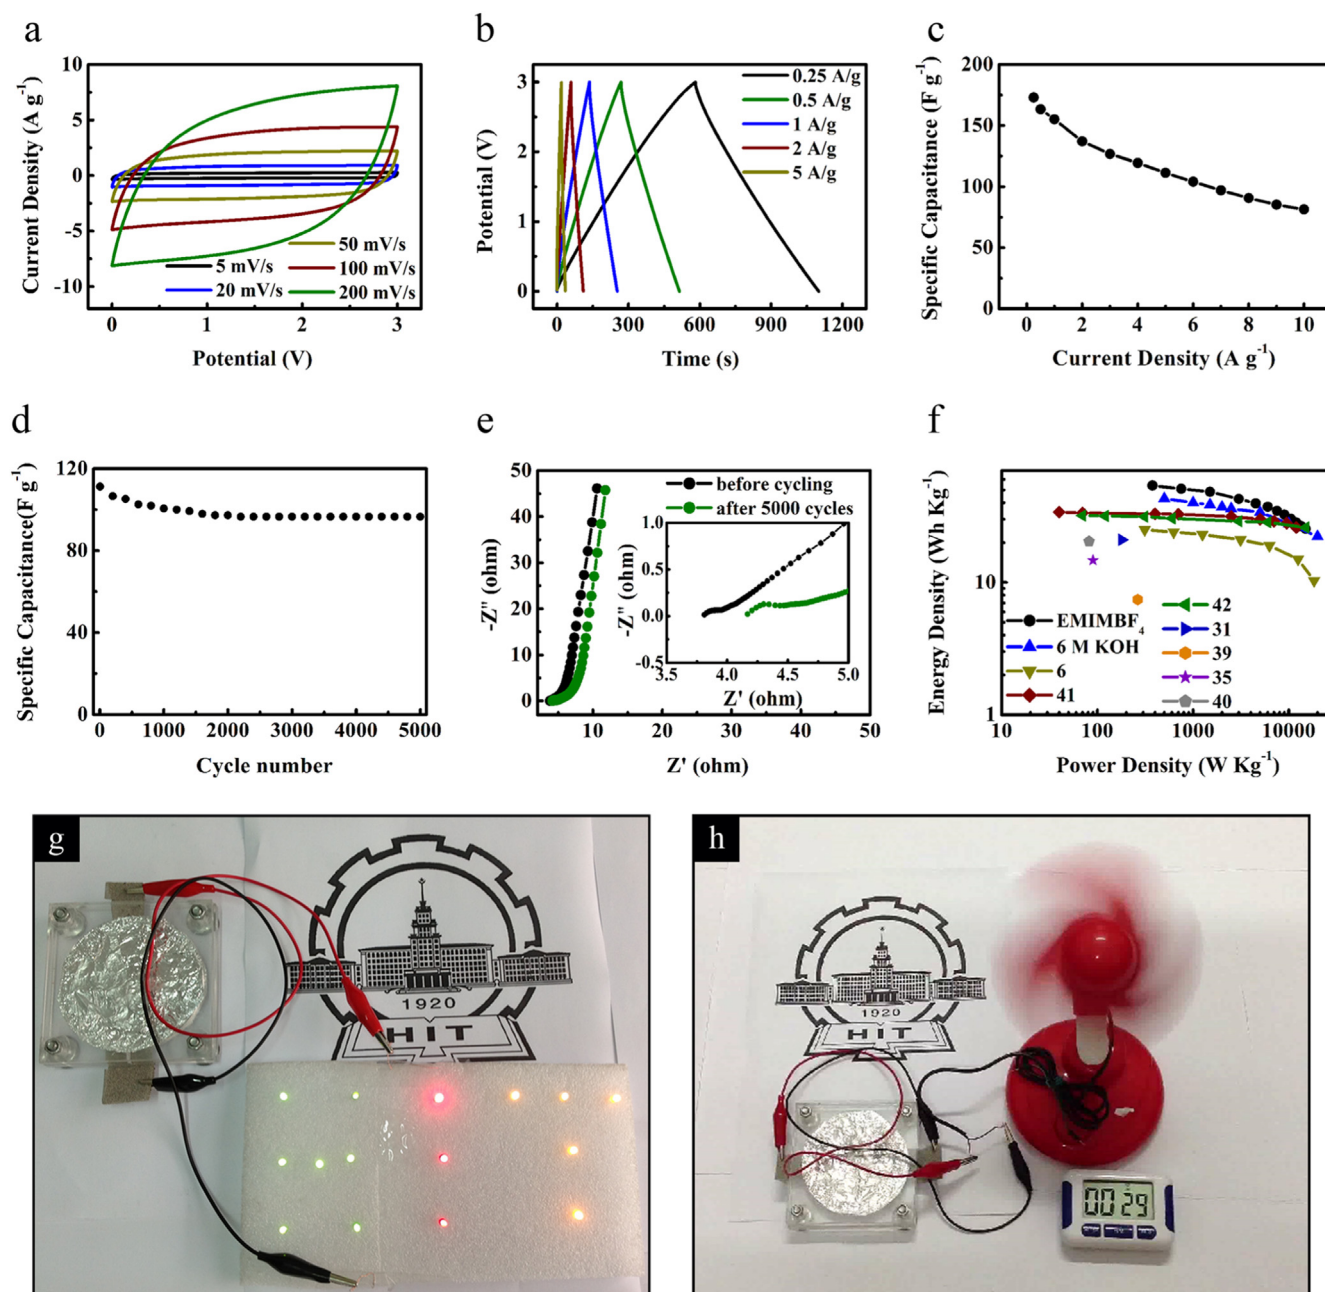 a
Current Density (A g⁻¹)
10
5
0
-5
-10
50 mV/s
5 mV/s
100 mV/s
20 mV/s
200 mV/s
0
1
2
3
Potential (V)
b
Potential (V)
3
2
1
0
0.25 A/g
0.5 A/g
1 A/g
2 A/g
5 A/g
0
300
600
900
1200
Time (s)
c
Specific Capacitance (F g⁻¹)
200
150
100
50
0
0
2
4
6
8
10
Current Density (A g⁻¹)
d
Specific Capacitance(F g⁻¹)
120
80
40
0
0
1000
2000
3000
4000
5000
Cycle number
e
-Z" (ohm)
50
40
30
20
10
0
before cycling
after 5000 cycles
-Z" (ohm)
1.0
0.5
0.0
-0.5
3.5
4.0
4.5
5.0
Z' (ohm)
10
20
30
40
50
Z' (ohm)
f
Energy Density (Wh Kg⁻¹)
10
1
EMIMBF₄
6 M KOH
6
41
42
31
39
35
40
10
100
1000
10000
Power Density (W Kg⁻¹)
g
1920
HIT
h
1920
HIT
00 29